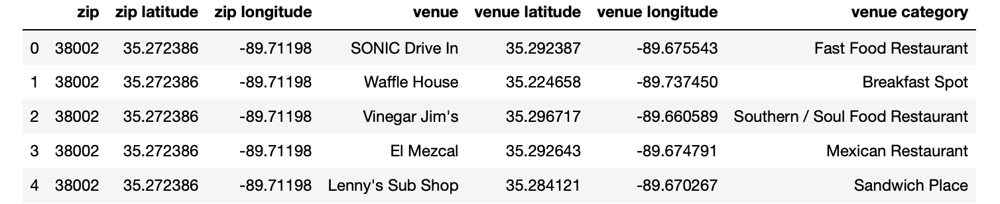 zip zip latitude zip longitude venue venue latitude venue longitude venue category
0 38002 35.272386 -89.71198 SONIC Drive In 35.292387 -89.675543 Fast Food Restaurant
1 38002 35.272386 -89.71198 Waffle House 35.224658 -89.737450 Breakfast Spot
2 38002 35.272386 -89.71198 Vinegar Jim's 35.296717 -89.660589 Southern / Soul Food Restaurant
3 38002 35.272386 -89.71198 El Mezcal 35.292643 -89.674791 Mexican Restaurant
4 38002 35.272386 -89.71198 Lenny's Sub Shop 35.284121 -89.670267 Sandwich Place